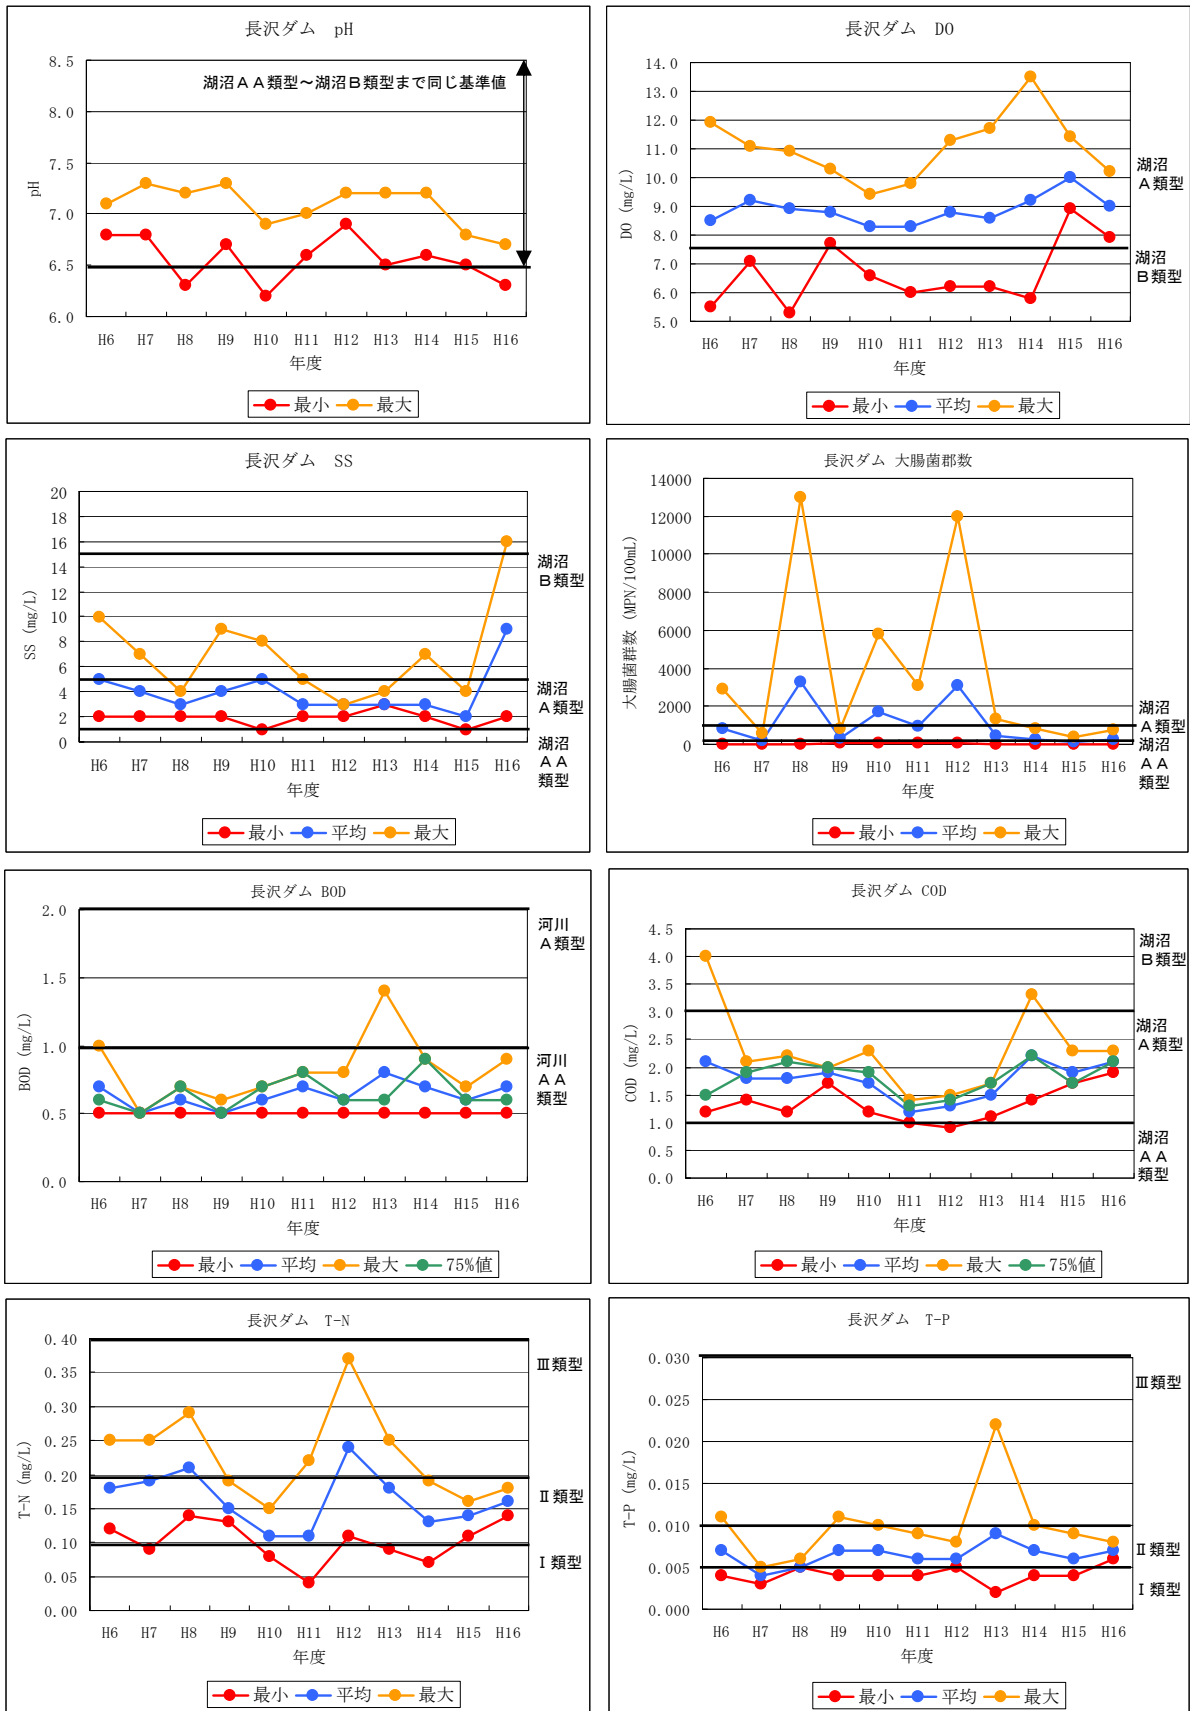 長沢ダム　pH
8.5
8.0
7.5
7.0
6.5
6.0
pH
湖沼ＡＡ類型～湖沼Ｂ類型まで同じ基準値
H6 H7 H8 H9 H10 H11 H12 H13 H14 H15 H16
年度
最小 最大
長沢ダム　DO
14.0
13.0
12.0
11.0
10.0
9.0
8.0
7.0
6.0
5.0
DO (mg/L)
湖沼
Ａ類型
湖沼
Ｂ類型
H6 H7 H8 H9 H10 H11 H12 H13 H14 H15 H16
年度
最小 平均 最大
長沢ダム　SS
20
18
16
14
12
10
8
6
4
2
0
SS (mg/L)
湖沼
Ｂ類型
湖沼
Ａ類型
湖沼
ＡＡ
類型
H6 H7 H8 H9 H10 H11 H12 H13 H14 H15 H16
年度
最小 平均 最大
長沢ダム 大腸菌郡数
14000
12000
10000
8000
6000
4000
2000
0
大腸菌群数 (MPN/100mL)
湖沼
Ａ類型
湖沼
ＡＡ
類型
H6 H7 H8 H9 H10 H11 H12 H13 H14 H15 H16
年度
最小 平均 最大
長沢ダム BOD
2.0
1.5
1.0
0.5
0.0
BOD (mg/L)
河川
Ａ類型
河川
ＡＡ
類型
H6 H7 H8 H9 H10 H11 H12 H13 H14 H15 H16
年度
最小 平均 最大 75%値
長沢ダム COD
4.5
4.0
3.5
3.0
2.5
2.0
1.5
1.0
0.5
0.0
COD (mg/L)
湖沼
Ｂ類型
湖沼
Ａ類型
湖沼
ＡＡ
類型
H6 H7 H8 H9 H10 H11 H12 H13 H14 H15 H16
年度
最小 平均 最大 75%値
長沢ダム　T-N
0.40
0.35
0.30
0.25
0.20
0.15
0.10
0.05
0.00
T-N (mg/L)
Ⅲ類型
Ⅱ類型
Ⅰ類型
H6 H7 H8 H9 H10 H11 H12 H13 H14 H15 H16
年度
最小 平均 最大
長沢ダム　T-P
0.030
0.025
0.020
0.015
0.010
0.005
0.000
T-P (mg/L)
Ⅲ類型
Ⅱ類型
Ⅰ類型
H6 H7 H8 H9 H10 H11 H12 H13 H14 H15 H16
年度
最小 平均 最大